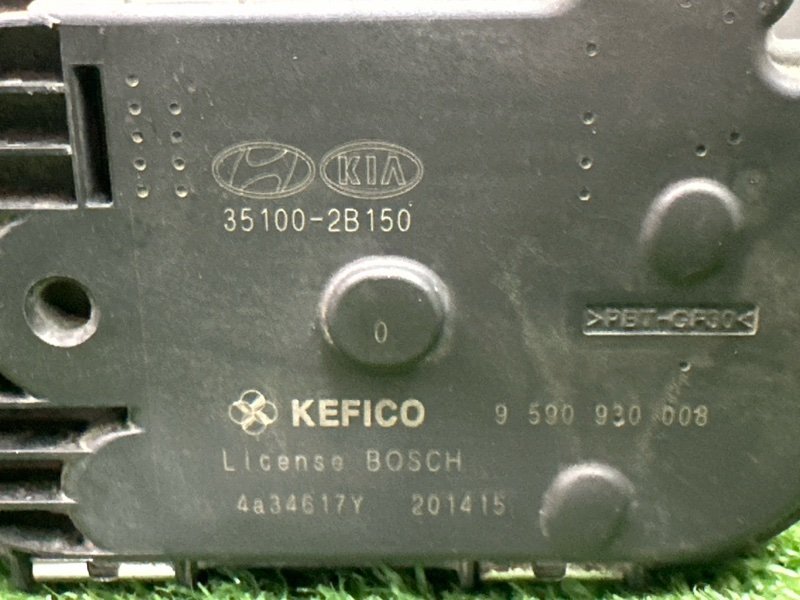 KIA
35100-2B150
0
>PBT-GF30<
KEFICO 9 590 930 008
License BOSCH
4a34617Y 201415